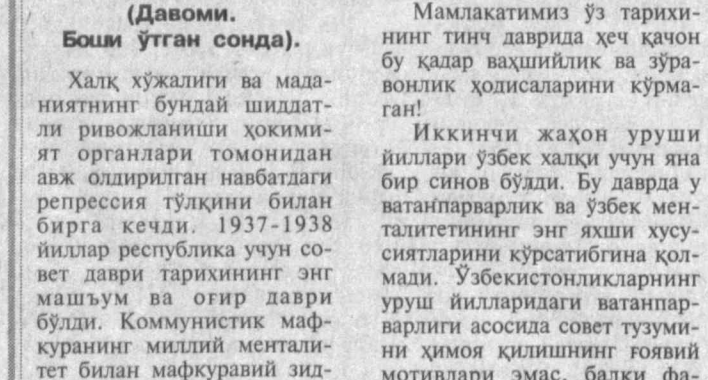 (Давоми.
Боши ўтган сонда).
Халқ хўжалиги ва мада-
ниятнинг бундай шиддат-
ли ривожланиши ҳокими-
ят органлари томонидан
авж олдирилган навбатдаги
репрессия тўлқини билан
бирга кечди. 1937-1938
йиллар республика учун со-
вет даври тарихининг энг
машъум ва оғир даври
бўлди. Коммунистик маф-
куранинг миллий ментали-
тет билан мафкуравий зид-
Мамлакатимиз ўз тарихи-
нинг тинч даврида ҳеч қачон
бу қадар ваҳшийлик ва зўра-
вонлик ҳодисаларини кўрма-
ган!
Иккинчи жаҳон уруши
йиллари ўзбек халқи учун яна
бир синов бўлди. Бу даврда у
ватанпарварлик ва ўзбек мен-
талитетининг энг яхши хусу-
сиятларини кўрсатибгина қол-
мади. Ўзбекистонликларнинг
уруш йилларидаги ватанпар-
варлиги асосида совет тузуми-
ни ҳимоя қилишнинг ғоявий
мотивлари эмас, балки фа-